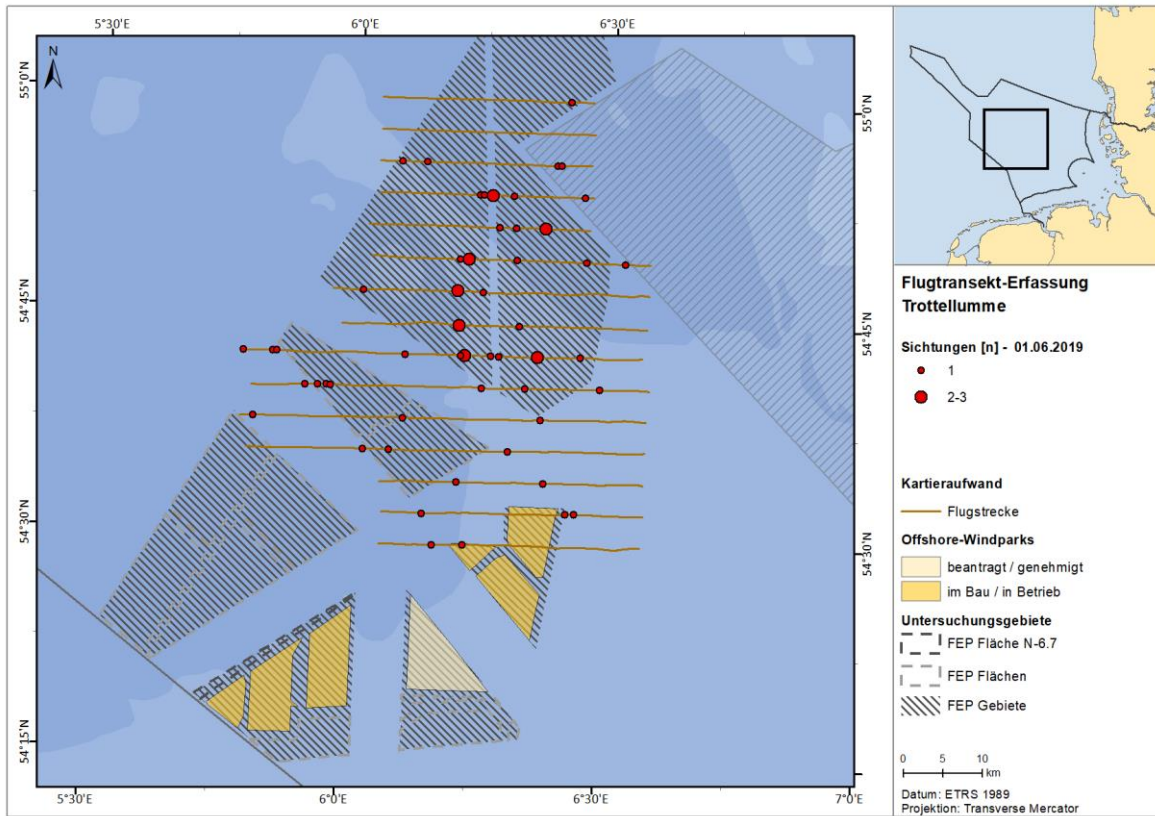 5°30'E 6°0'E 6°30'E
N
55°0'N
55°0'N
54°45'N
54°45'N
54°30'N
54°30'N
54°15'N
5°30'E 6°0'E 6°30'E 7°0'E
Flugtransekt-Erfassung
Trottellumme
Sichtungen [n] - 01.06.2019
1
2-3
Kartieraufwand
Flugstrecke
Offshore-Windparks
beantragt / genehmigt
im Bau / in Betrieb
Untersuchungsgebiete
FEP Fläche N-6.7
FEP Flächen
FEP Gebiete
0 5 10
km
Datum: ETRS 1989
Projektion: Transverse Mercator